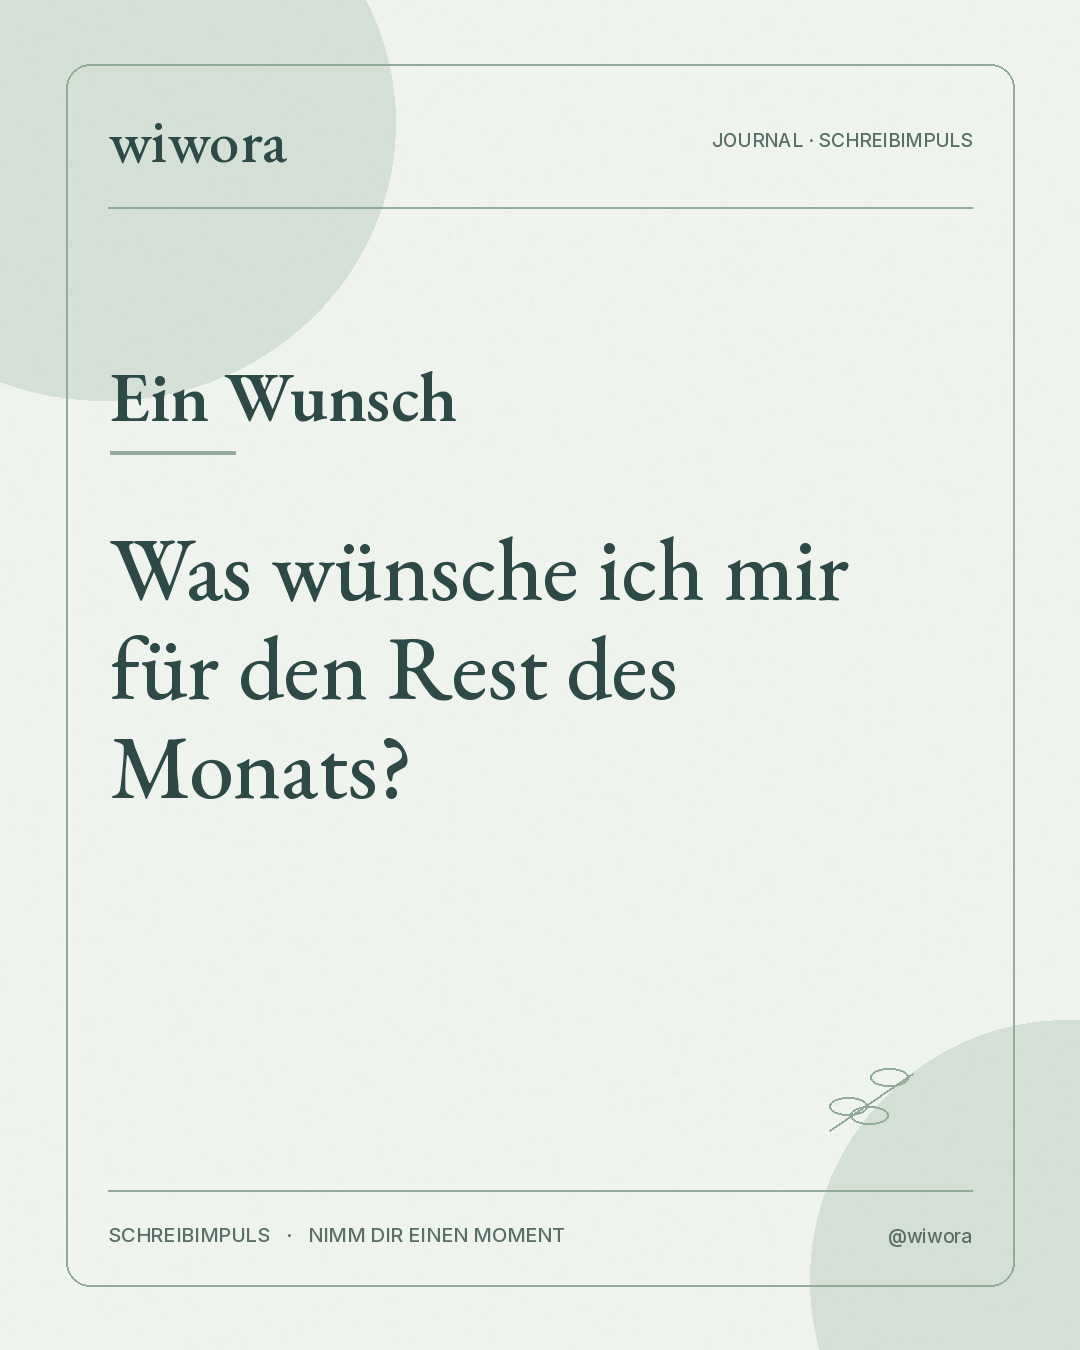 wiwora
JOURNAL · SCHREIBIMPULS
Ein Wunsch
Was wünsche ich mir
für den Rest des
Monats?
SCHREIBIMPULS · NIMM DIR EINEN MOMENT
@wiwora